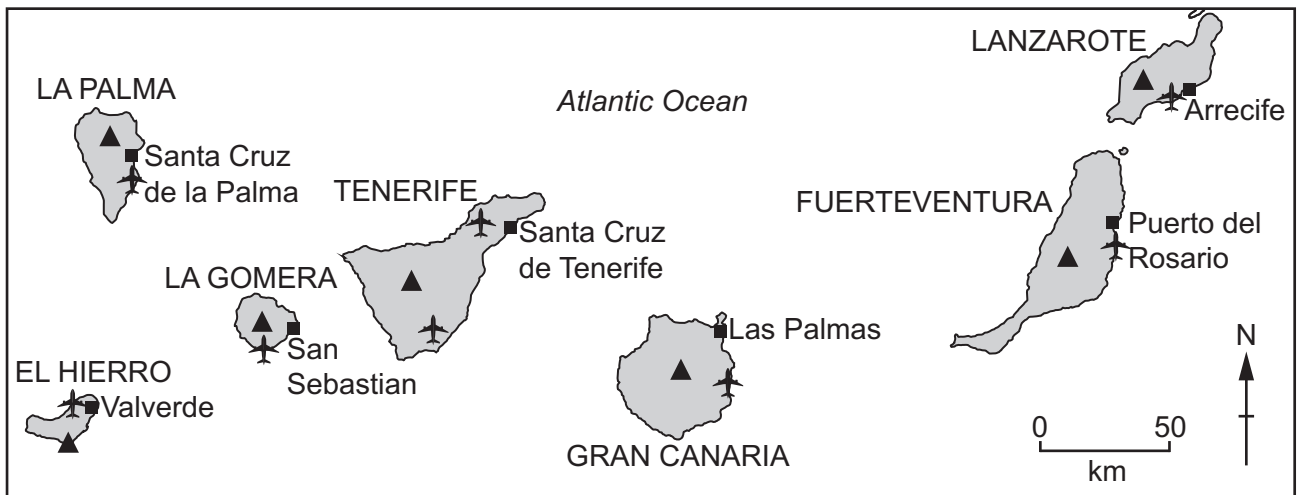 LANZAROTE
Arrecife
LA PALMA
Santa Cruz
de la Palma
Atlantic Ocean
TENERIFE
Santa Cruz
de Tenerife
FUERTEVENTURA
Puerto del
Rosario
LA GOMERA
San
Sebastian
Las Palmas
GRAN CANARIA
EL HIERRO
Valverde
N
0 50
km